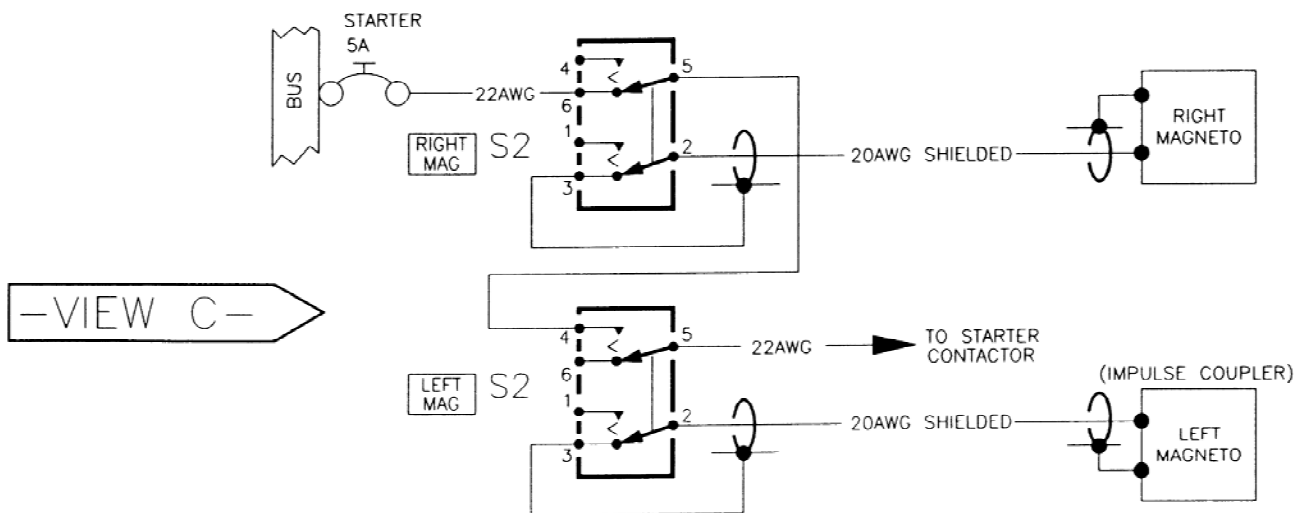 STARTER
5A
BUS
22AWG
4
5
6
1
2
3
RIGHT
MAG
S2
20AWG SHIELDED
RIGHT
MAGNETO
-VIEW C-
4
5
6
1
2
3
22AWG
TO STARTER
CONTACTOR
LEFT
MAG
S2
(IMPULSE COUPLER)
20AWG SHIELDED
LEFT
MAGNETO